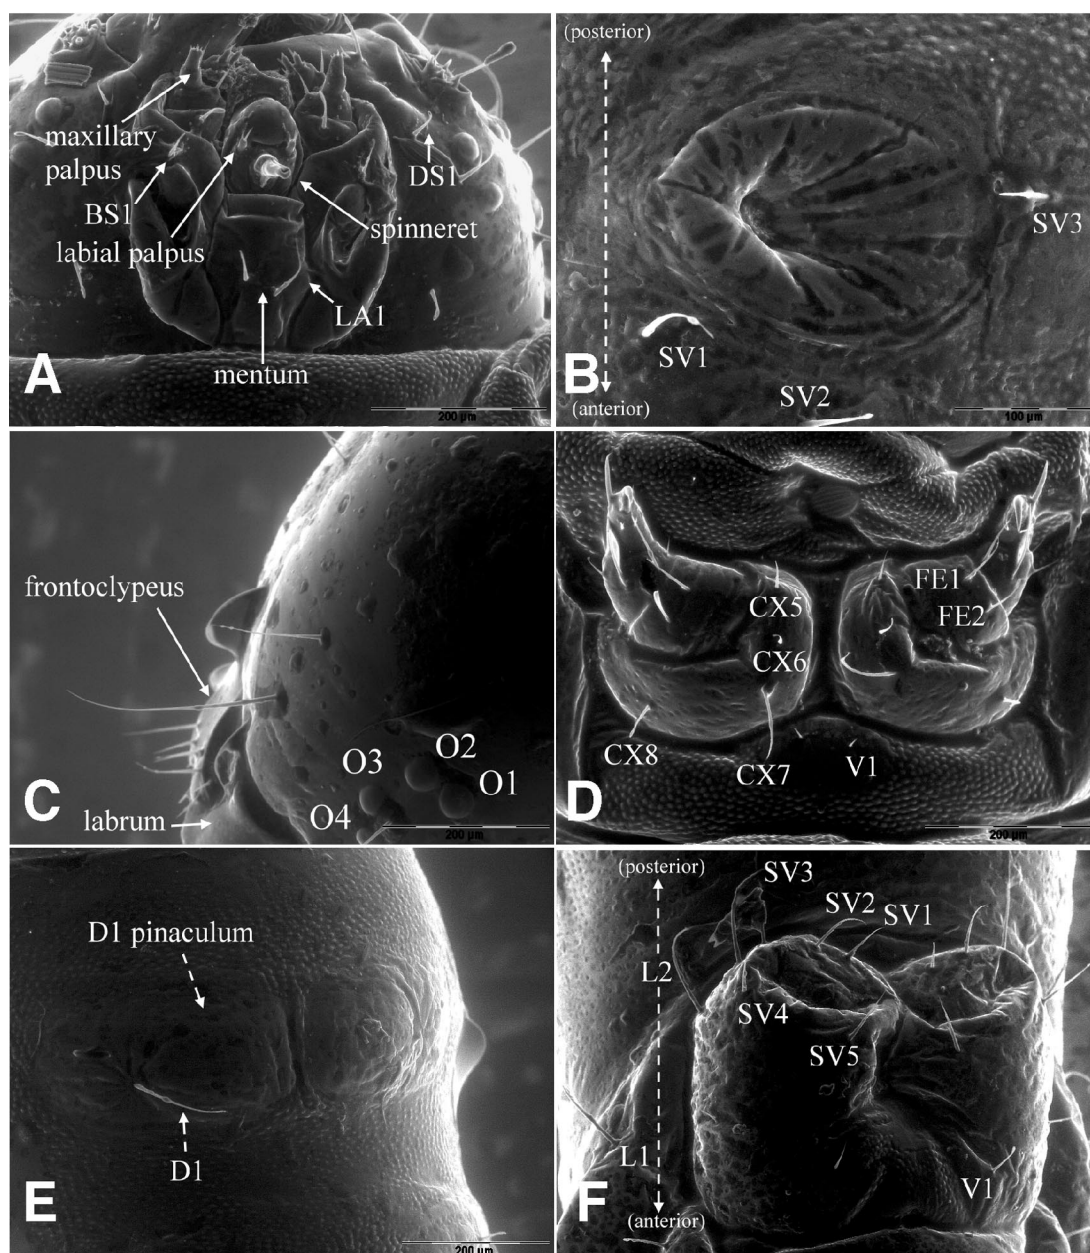 maxillary
palpus
BS1
labial palpus
DS1
spinneret
LA1
mentum
A
200 µm
(posterior)
SV3
SV1
SV2
(anterior)
B
100 µm
frontoclypeus
O3
O2
O1
O4
labrum
C
200 µm
FE1
CX5
FE2
CX6
CX8
CX7
V1
D
200 µm
D1 pinaculum
D1
E
200 µm
(posterior)
SV3
SV2
SV1
L2
SV4
SV5
L1
V1
(anterior)
F